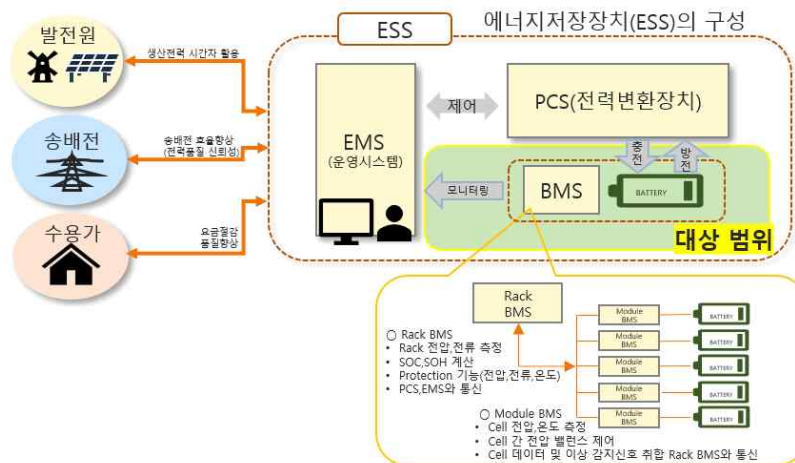 에너지저장장치(ESS)의 구성
ESS
발전원
생산전력 시간차 활용
송배전
송배전 효율향상
(전력품질 신뢰성)
수용가
요금절감
품질향상
EMS
(운영시스템)
제어
PCS(전력변환장치)
충전
방전
모니터링
BMS
BATTERY
대상 범위
Rack
BMS
○ Rack BMS
• Rack 전압,전류 측정
• SOC,SOH 계산
• Protection 기능(전압,전류,온도)
• PCS,EMS와 통신
Module
BMS
BATTERY
Module
BMS
BATTERY
Module
BMS
BATTERY
Module
BMS
BATTERY
Module
BMS
BATTERY
○ Module BMS
• Cell 전압,온도 측정
• Cell 간 전압 밸런스 제어
• Cell 데이터 및 이상 감지신호 취합 Rack BMS와 통신